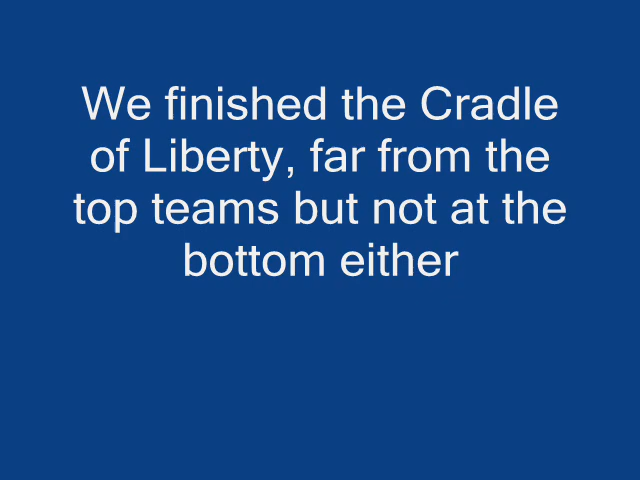 We finished the Cradle
of Liberty, far from the
top teams but not at the
bottom either